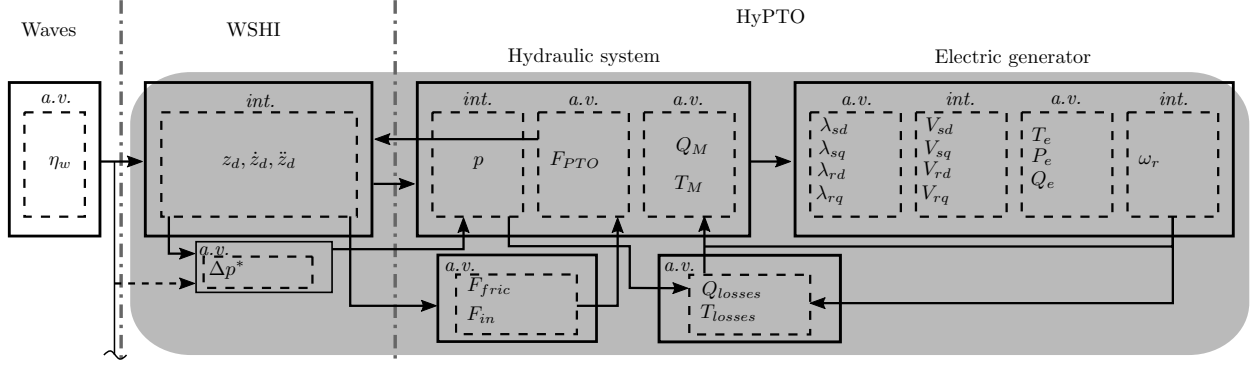 Waves
WSHI
HyPTO
Hydraulic system
Electric generator
a.v.
η_w
int.
z_d, ż_d, z̈_d
int.
p
a.v.
F_PTO
a.v.
Q_M
T_M
a.v.
λ_sd
λ_sq
λ_rd
λ_rq
int.
V_sd
V_sq
V_rd
V_rq
a.v.
T_e
P_e
Q_e
int.
ω_r
a.v.
Δp*
a.v.
F_fric
F_in
a.v.
Q_losses
T_losses